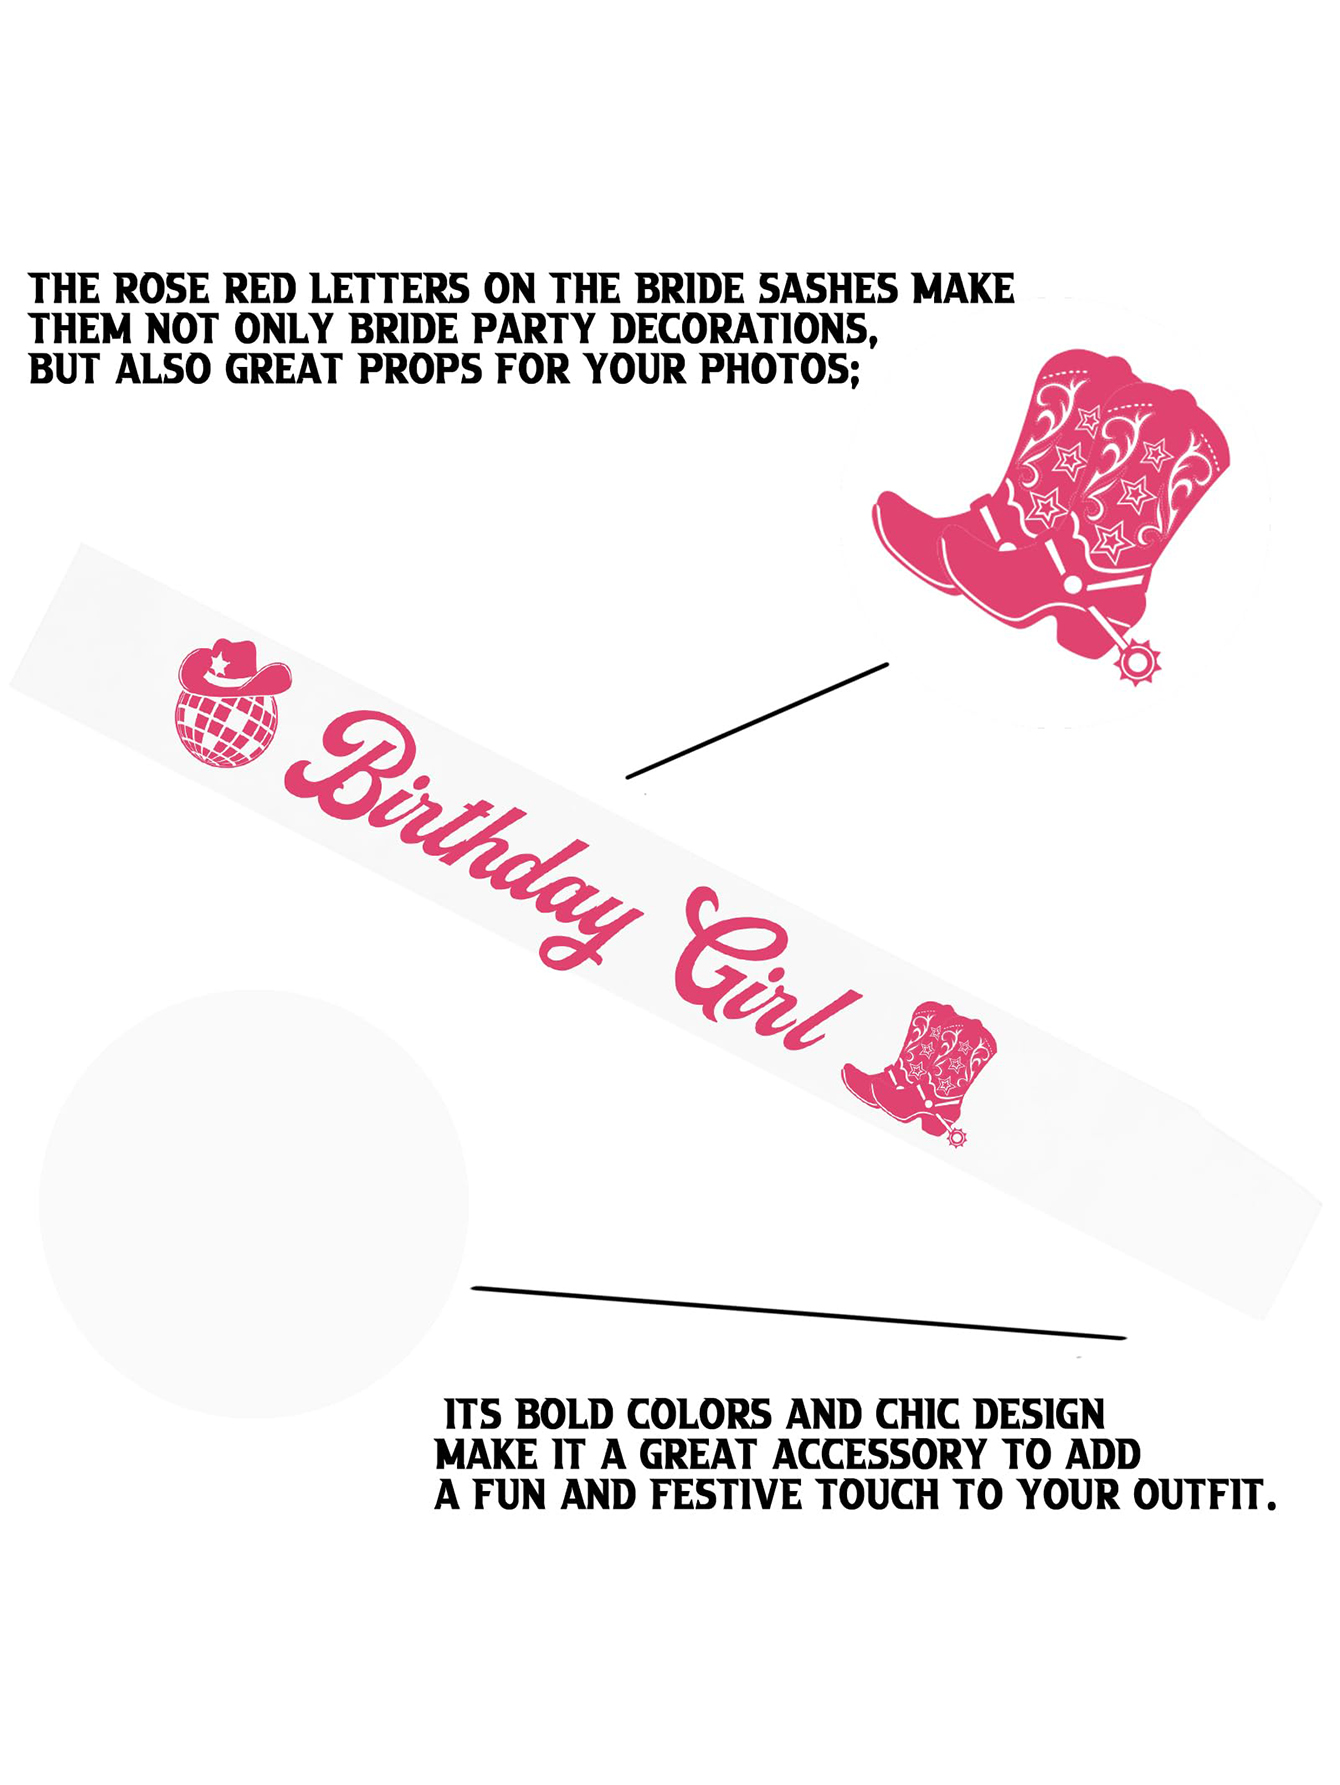 THE ROSE RED LETTERS ON THE BRIDE SASHES MAKE
THEM NOT ONLY BRIDE PARTY DECORATIONS,
BUT ALSO GREAT PROPS FOR YOUR PHOTOS;
Birthday Girl
ITS BOLD COLORS AND CHIC DESIGN
MAKE IT A GREAT ACCESSORY TO ADD
A FUN AND FESTIVE TOUCH TO YOUR OUTFIT.